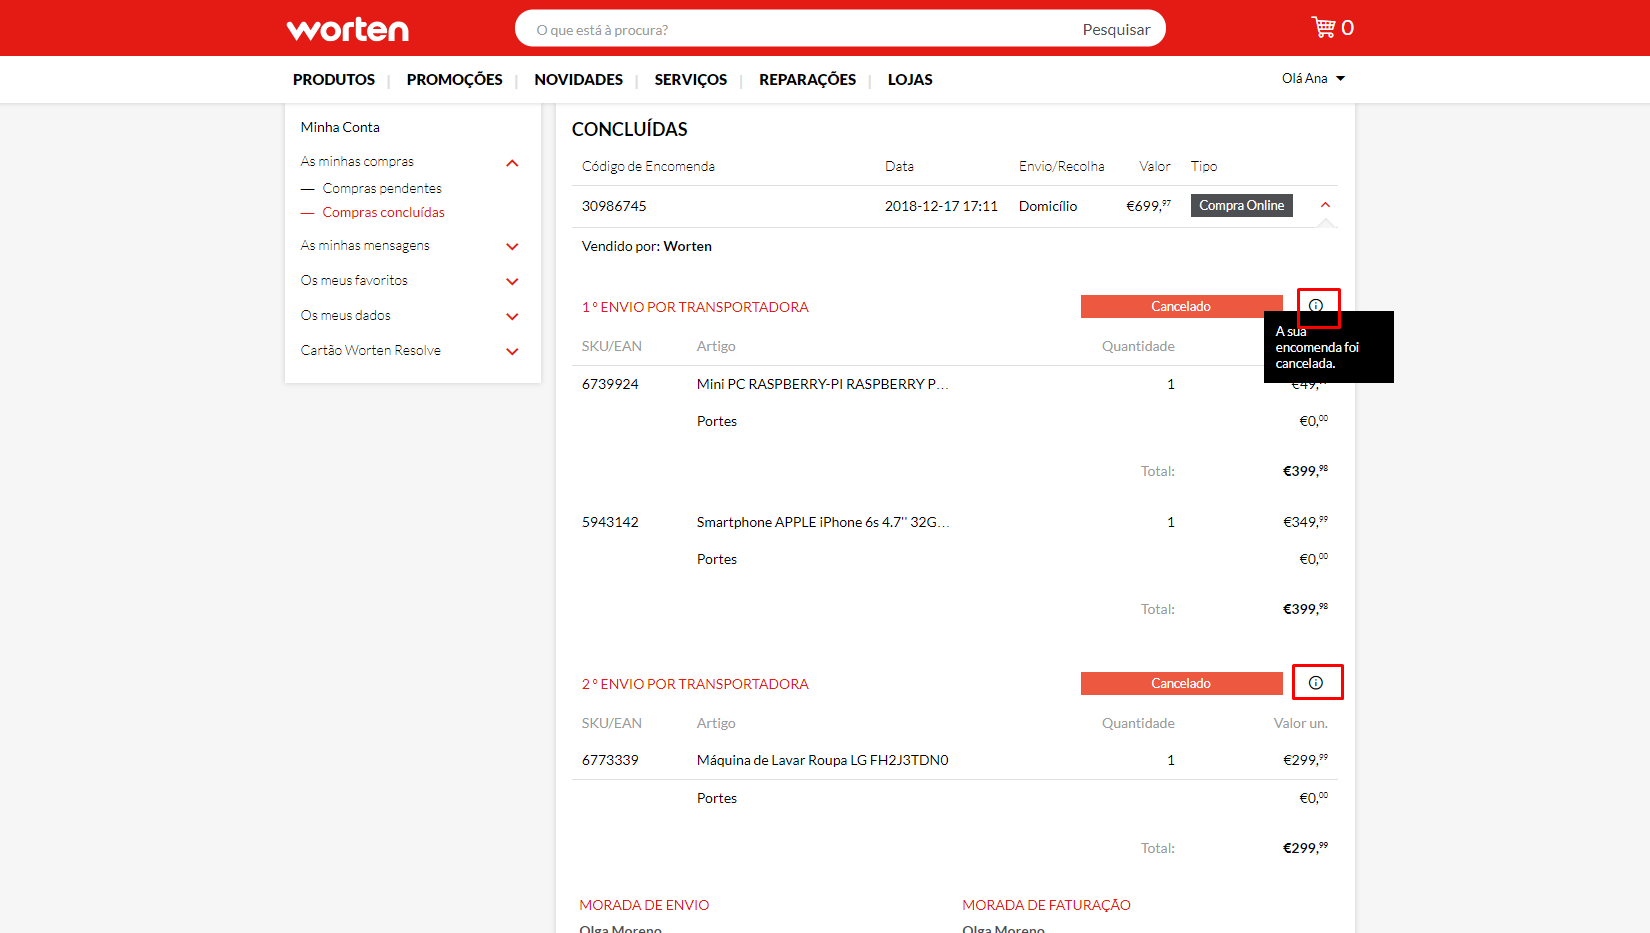 worten
O que está à procura?
Pesquisar
0
PRODUTOS | PROMOÇÕES | NOVIDADES | SERVIÇOS | REPARAÇÕES | LOJAS
Olá Ana
Minha Conta
As minhas compras
— Compras pendentes
— Compras concluídas
As minhas mensagens
Os meus favoritos
Os meus dados
Cartão Worten Resolve
CONCLUÍDAS
Código de Encomenda Data Envio/Recolha Valor Tipo
30986745 2018-12-17 17:11 Domicílio €699,97 Compra Online
Vendido por: Worten
1 º ENVIO POR TRANSPORTADORA Cancelado
A sua
encomenda foi
cancelada.
SKU/EAN Artigo Quantidade
6739924 Mini PC RASPBERRY-PI RASPBERRY P... 1
Portes €0,00
Total: €399,98
5943142 Smartphone APPLE iPhone 6s 4.7'' 32G... 1 €349,99
Portes €0,00
Total: €399,98
2 º ENVIO POR TRANSPORTADORA Cancelado
SKU/EAN Artigo Quantidade Valor un.
6773339 Máquina de Lavar Roupa LG FH2J3TDN0 1 €299,99
Portes €0,00
Total: €299,99
MORADA DE ENVIO MORADA DE FATURAÇÃO
Olga Moreno Olga Moreno